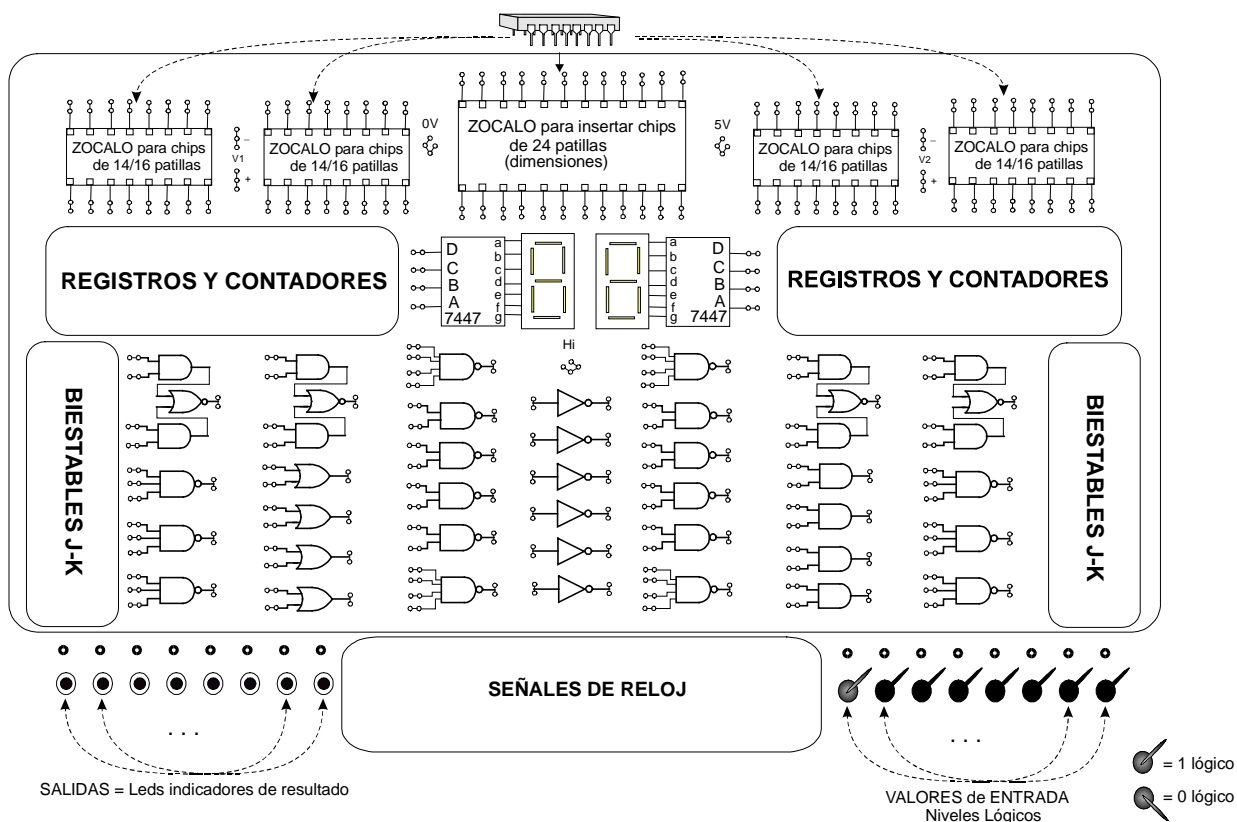 ZOCALO para chips
de 14/16 patillas
–
V1
+
ZOCALO para chips
de 14/16 patillas
0V
ZOCALO para insertar chips
de 24 patillas
(dimensiones)
5V
ZOCALO para chips
de 14/16 patillas
–
V2
+
ZOCALO para chips
de 14/16 patillas
REGISTROS Y CONTADORES
D
C
B
A
7447
a
b
c
d
e
f
g
a
b
c
d
e
f
g
D
C
B
A
7447
REGISTROS Y CONTADORES
Hi
BIESTABLES J-K
BIESTABLES J-K
SEÑALES DE RELOJ
. . .
SALIDAS = Leds indicadores de resultado
. . .
VALORES de ENTRADA
Niveles Lógicos
= 1 lógico
= 0 lógico